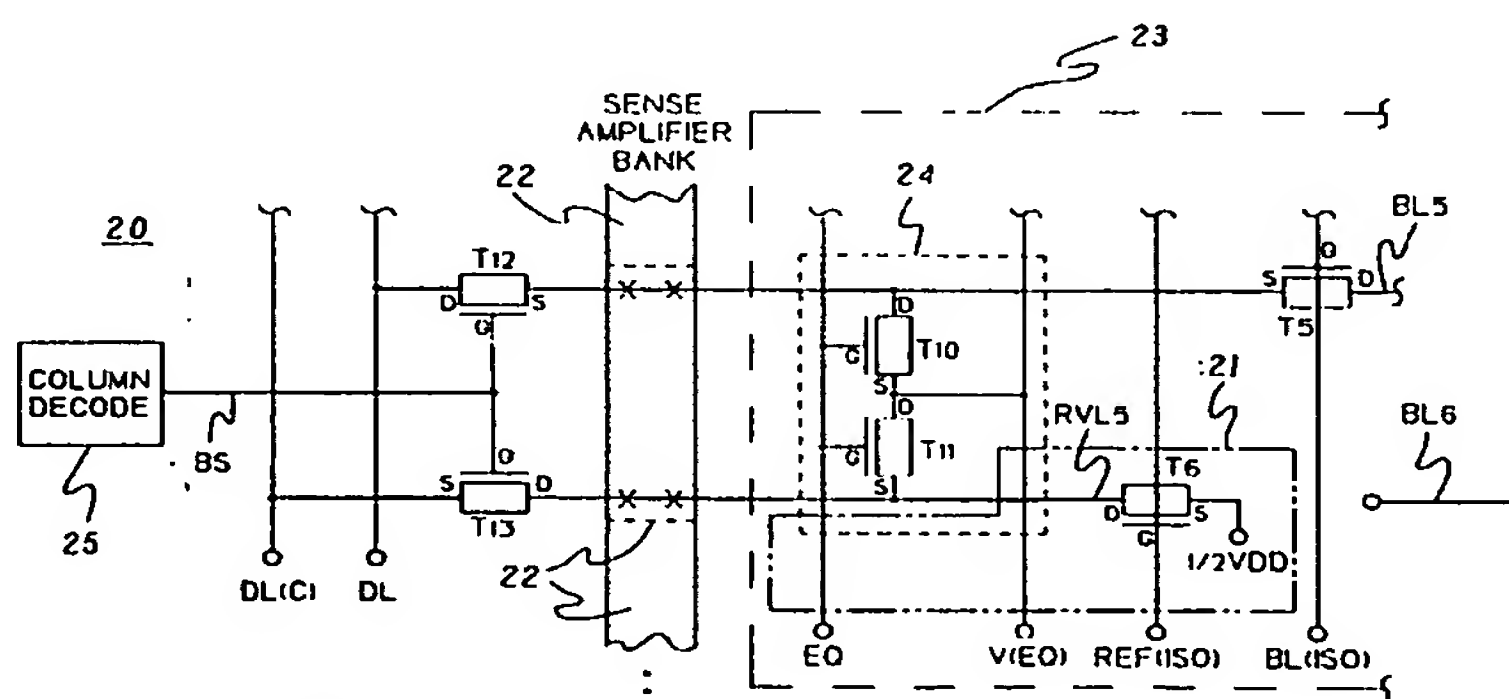 23
SENSE
AMPLIFIER
BANK
22
24
BL5
20
T12
G
D S
G
S D
T5
D
G T10
S
COLUMN
DECODE
BS
D
G T11
S
RVL5
:21
T6
BL6
G
S D
T13
D S
G
1/2VDD
25
DL(C)
DL
22
EQ
V(EQ)
REF(ISO)
BL(ISO)